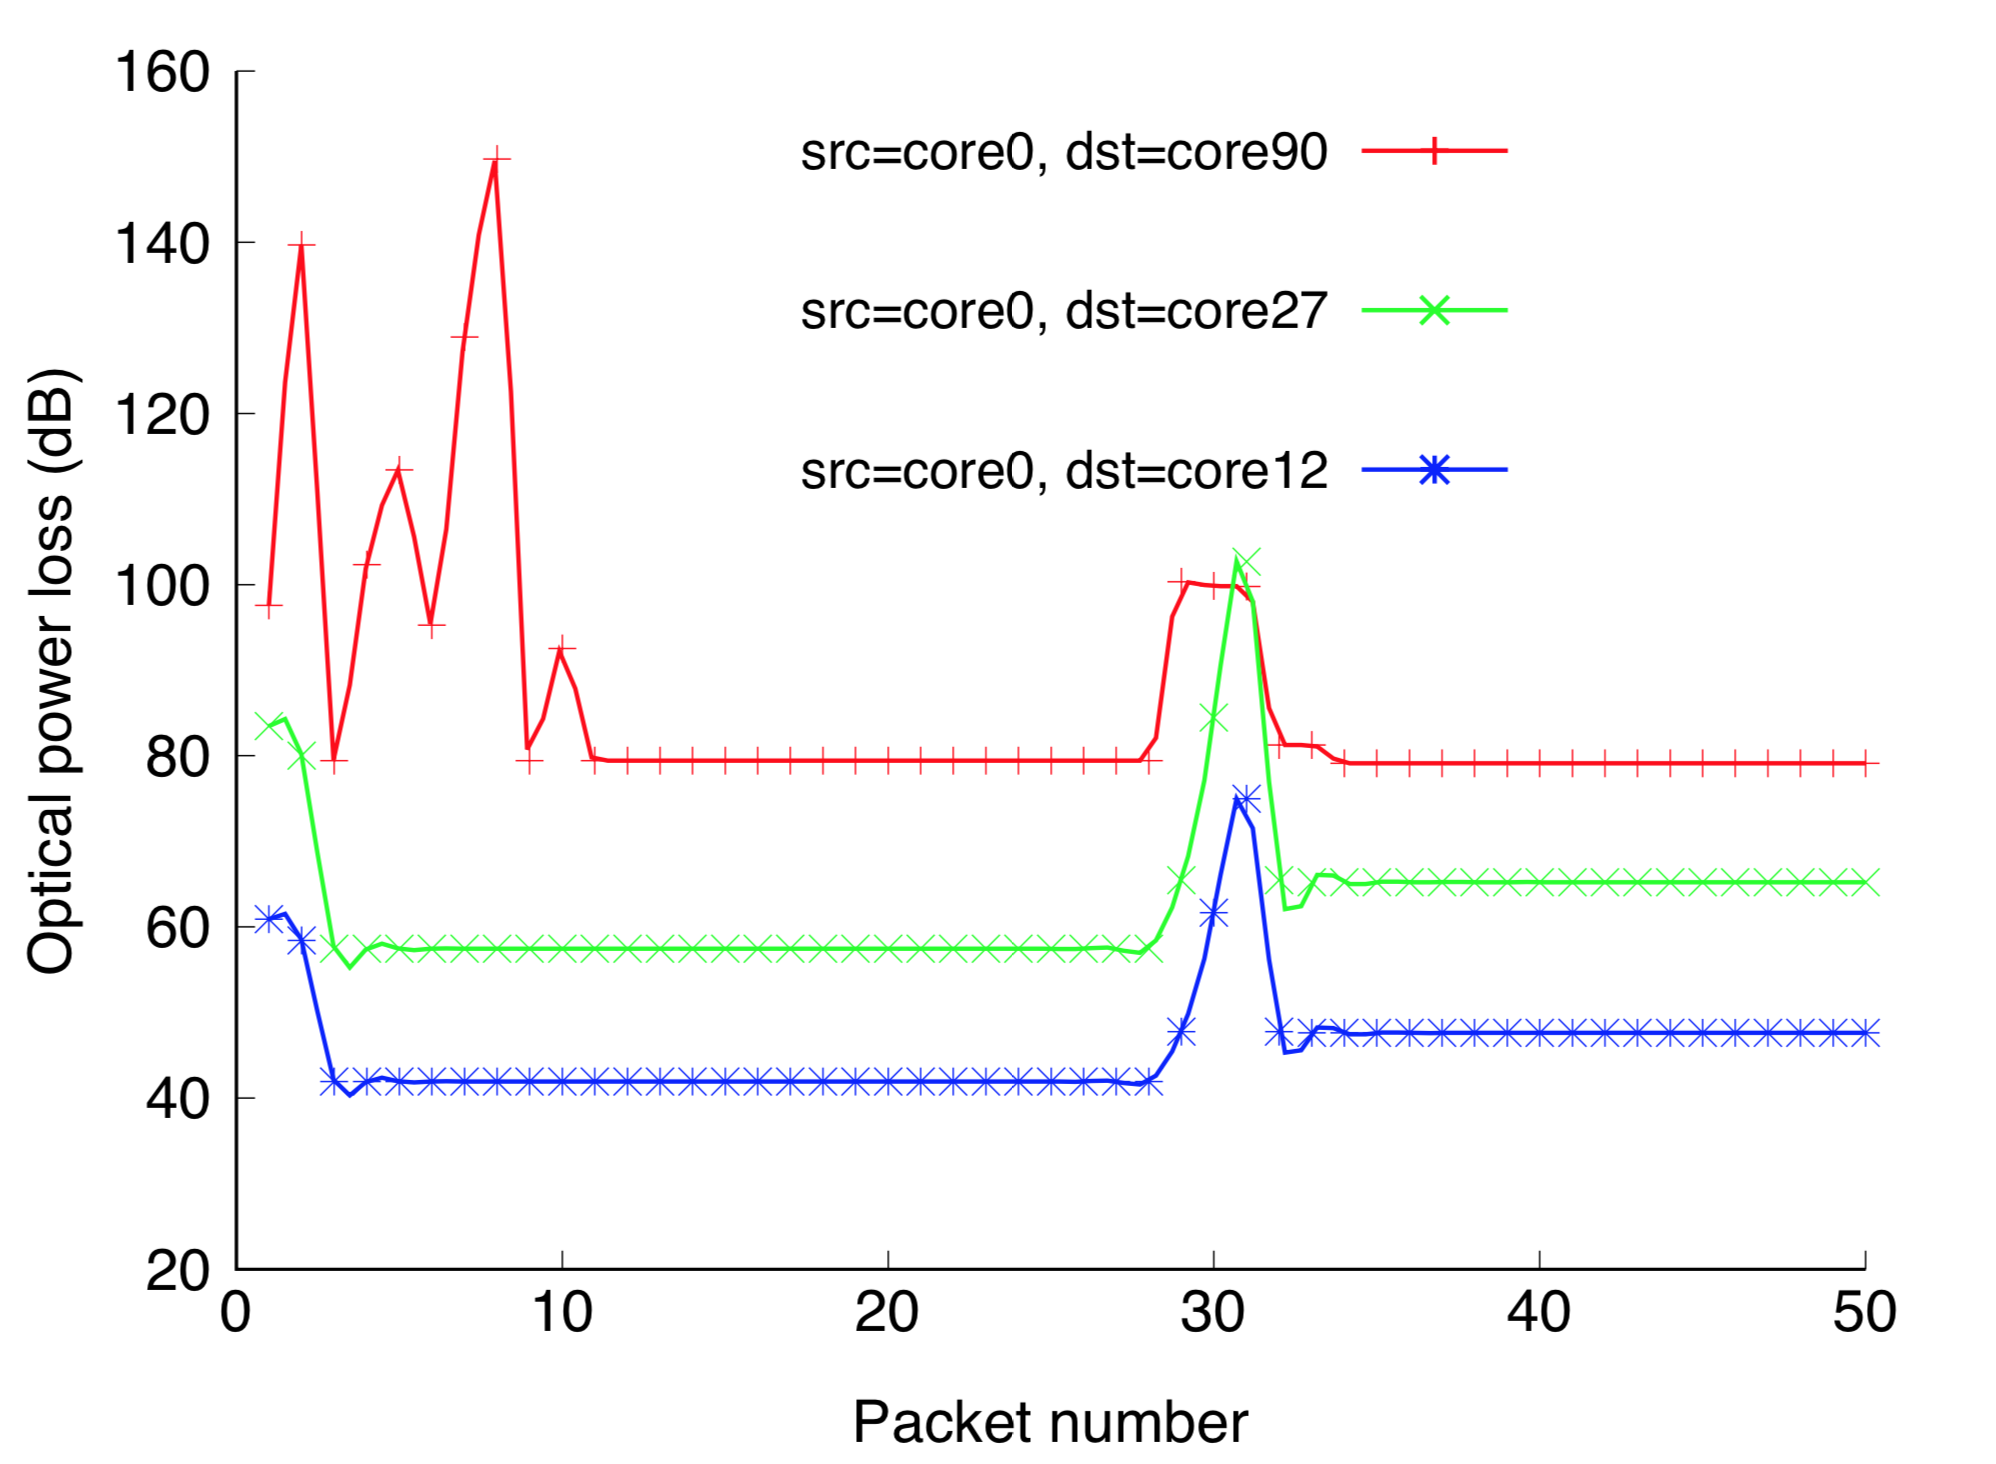 160
140
120
100
80
60
40
20
0 10 20 30 40 50
Optical power loss (dB)
Packet number
src=core0, dst=core90
src=core0, dst=core27
src=core0, dst=core12